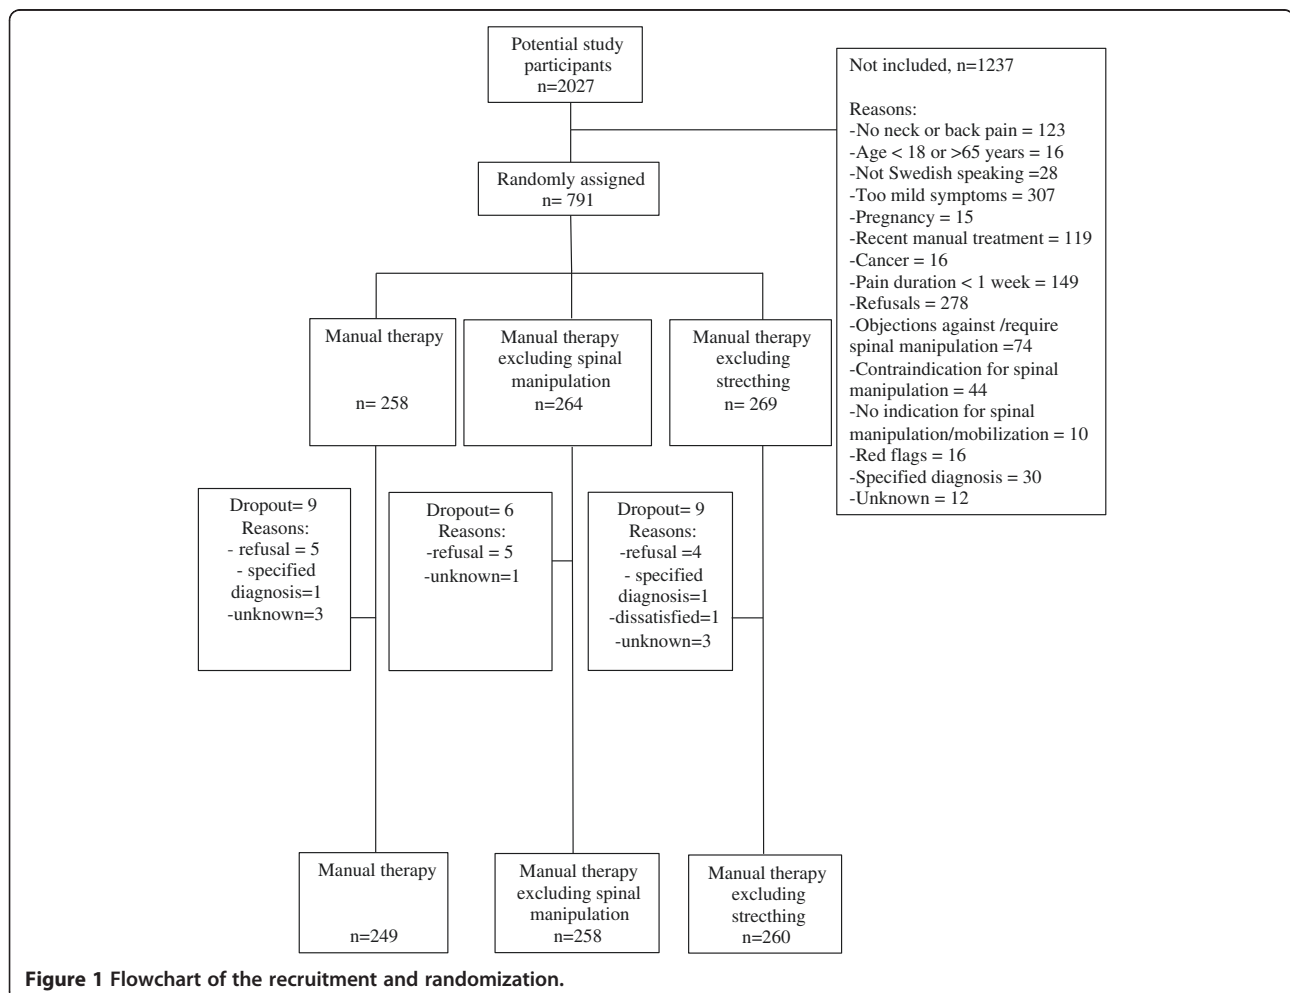 Potential study
participants
n=2027
Not included, n=1237
Reasons:
-No neck or back pain = 123
-Age < 18 or >65 years = 16
-Not Swedish speaking =28
-Too mild symptoms = 307
-Pregnancy = 15
-Recent manual treatment = 119
-Cancer = 16
-Pain duration < 1 week = 149
-Refusals = 278
-Objections against /require
spinal manipulation =74
-Contraindication for spinal
manipulation = 44
-No indication for spinal
manipulation/mobilization = 10
-Red flags = 16
-Specified diagnosis = 30
-Unknown = 12
Randomly assigned
n= 791
Manual therapy
n= 258
Manual therapy
excluding spinal
manipulation
n=264
Manual therapy
excluding
strecthing
n= 269
Dropout= 9
Reasons:
- refusal = 5
- specified
diagnosis=1
-unknown=3
Dropout= 6
Reasons:
-refusal = 5
-unknown=1
Dropout= 9
Reasons:
-refusal =4
- specified
diagnosis=1
-dissatisfied=1
-unknown=3
Manual therapy
n=249
Manual therapy
excluding spinal
manipulation
n=258
Manual therapy
excluding
strecthing
n=260
Figure 1 Flowchart of the recruitment and randomization.